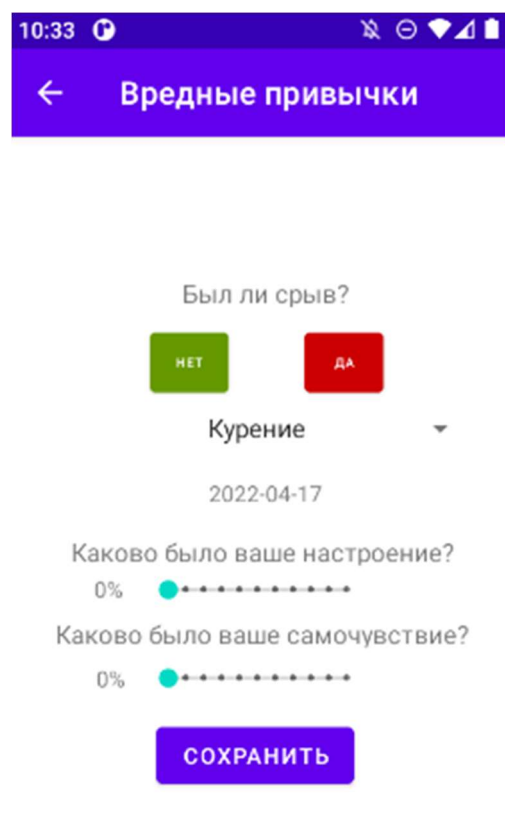 10:33
Вредные привычки
Был ли срыв?
НЕТ ДА
Курение
2022-04-17
Каково было ваше настроение?
0%
Каково было ваше самочувствие?
0%
СОХРАНИТЬ